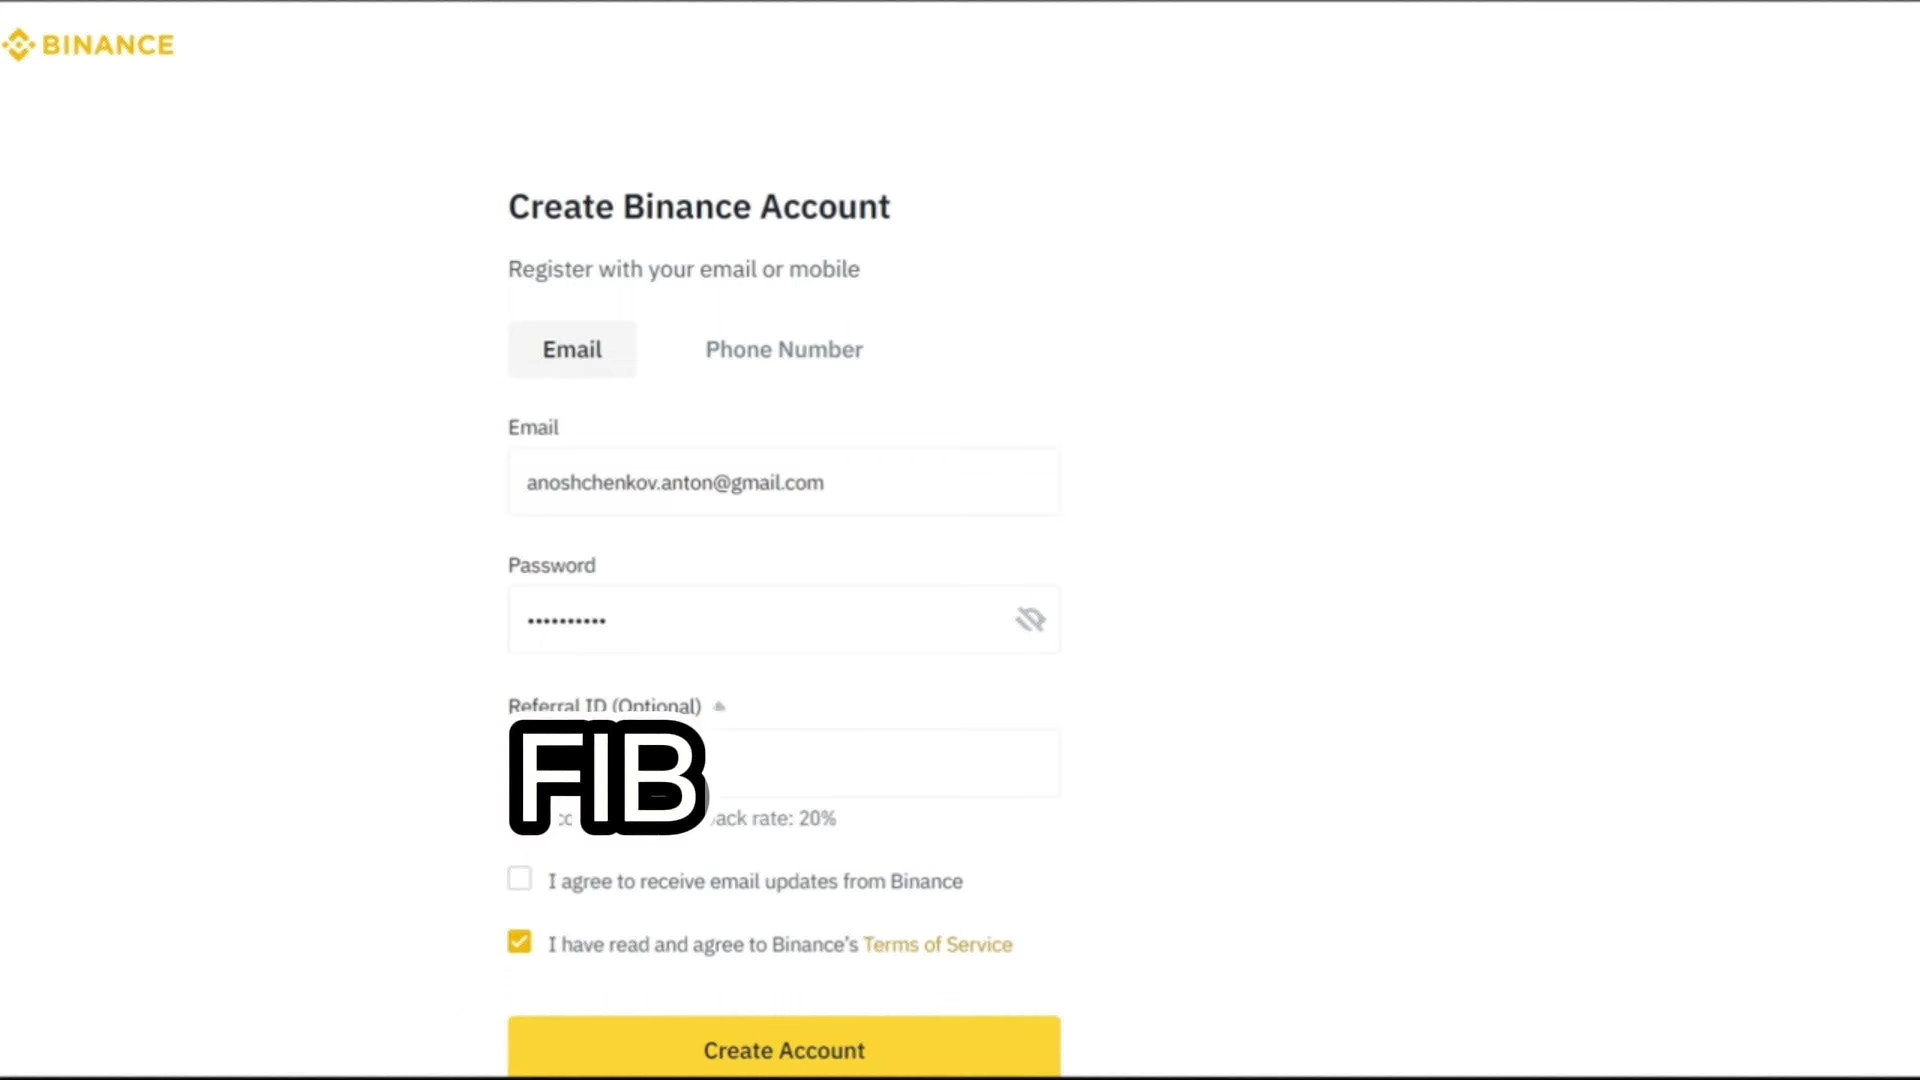 BINANCE
Create Binance Account
Register with your email or mobile
Email
Phone Number
Email
anoshchenkov.anton@gmail.com
Password
••••••••••
Referral ID (Optional)
FIB
rate: 20%
I agree to receive email updates from Binance
I have read and agree to Binance's Terms of Service
Create Account